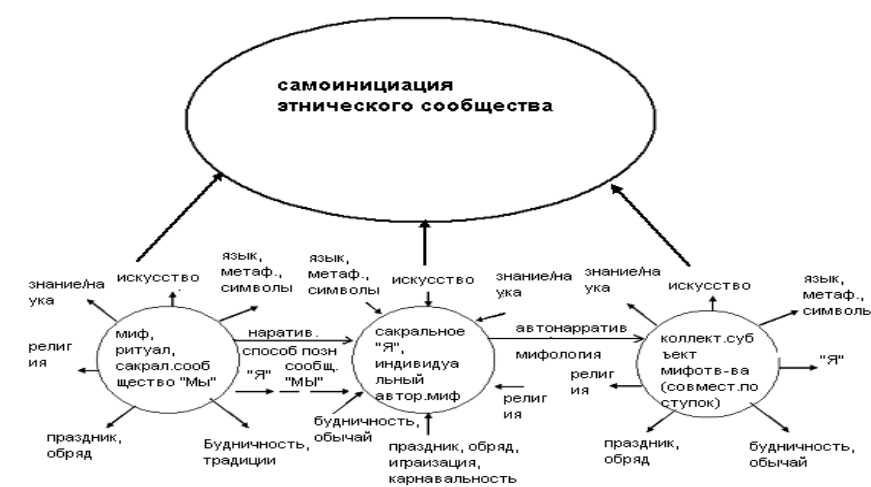 самоинициация
этнического сообщества
знание/на
ука
искусство
язык,
метаф.,
символы
религ
ия
миф,
ритуал,
сакрал.сооб
щество "Мы"
праздник,
обряд
Будничность,
традиции
наратив.
способ позн
"Я"
сообщ.
"МЫ"
язык,
метаф.,
символы
искусство
знание/на
ука
сакральное
"Я",
индивидуа
льный
автор.миф
будничность,
обычай
праздник, обряд,
играизация,
карнавальность
религ
ия
автонарратив
мифология
знание/на
ука
искусство
язык,
метаф.,
символь
религ
ия
коллект.суб
ъект
мифотв-ва
(совмест.по
ступок)
"Я"
праздник,
обряд
будничность,
обычай